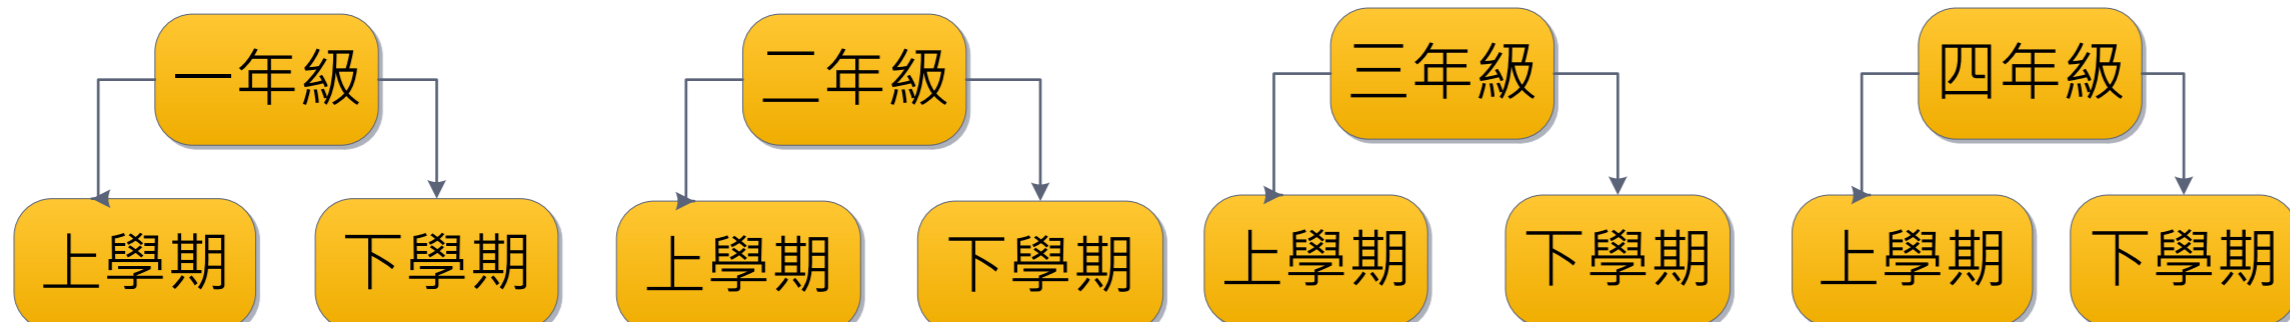 一年級
二年級
三年級
四年級
上學期
下學期
上學期
下學期
上學期
下學期
上學期
下學期